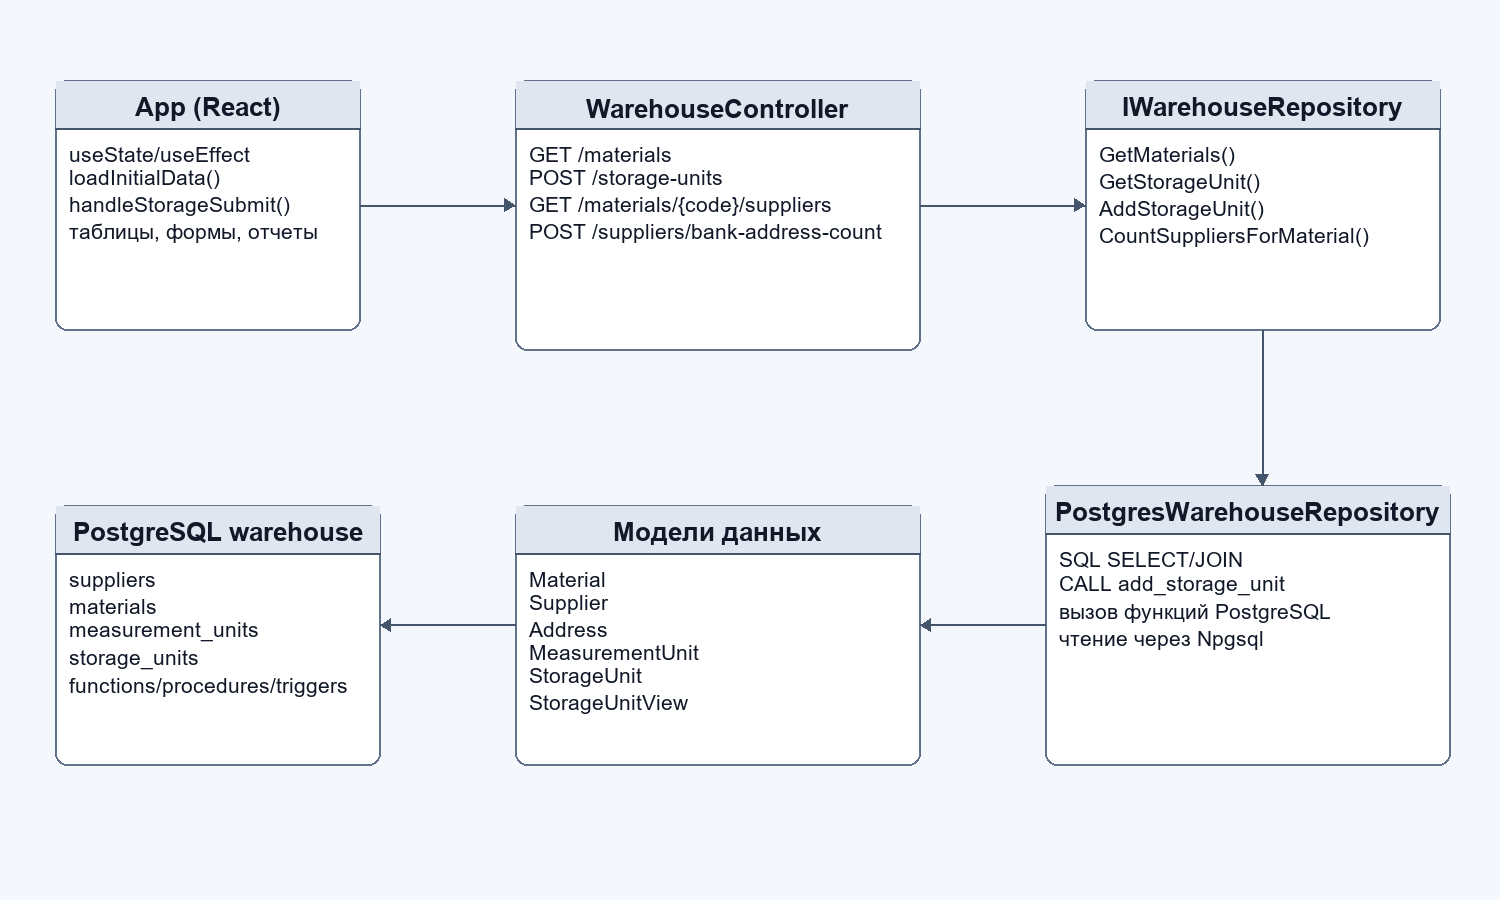 App (React)
useState/useEffect
loadInitialData()
handleStorageSubmit()
таблицы, формы, отчеты
WarehouseController
GET /materials
POST /storage-units
GET /materials/{code}/suppliers
POST /suppliers/bank-address-count
IWarehouseRepository
GetMaterials()
GetStorageUnit()
AddStorageUnit()
CountSuppliersForMaterial()
PostgreSQL warehouse
suppliers
materials
measurement_units
storage_units
functions/procedures/triggers
Модели данных
Material
Supplier
Address
MeasurementUnit
StorageUnit
StorageUnitView
PostgresWarehouseRepository
SQL SELECT/JOIN
CALL add_storage_unit
вызов функций PostgreSQL
чтение через Npgsql